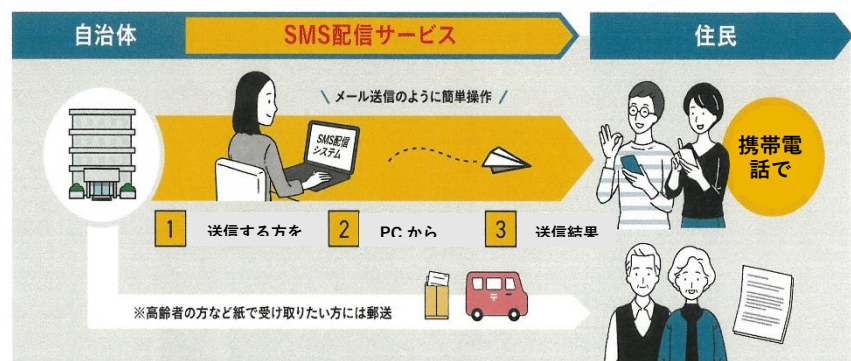 自治体
SMS配信サービス
住民
\ メール送信のように簡単操作 /
SMS配信
システム
携帯電
話で
1 送信する方を
2 PCから
3 送信結果
※高齢者の方など紙で受け取りたい方には郵送
〒